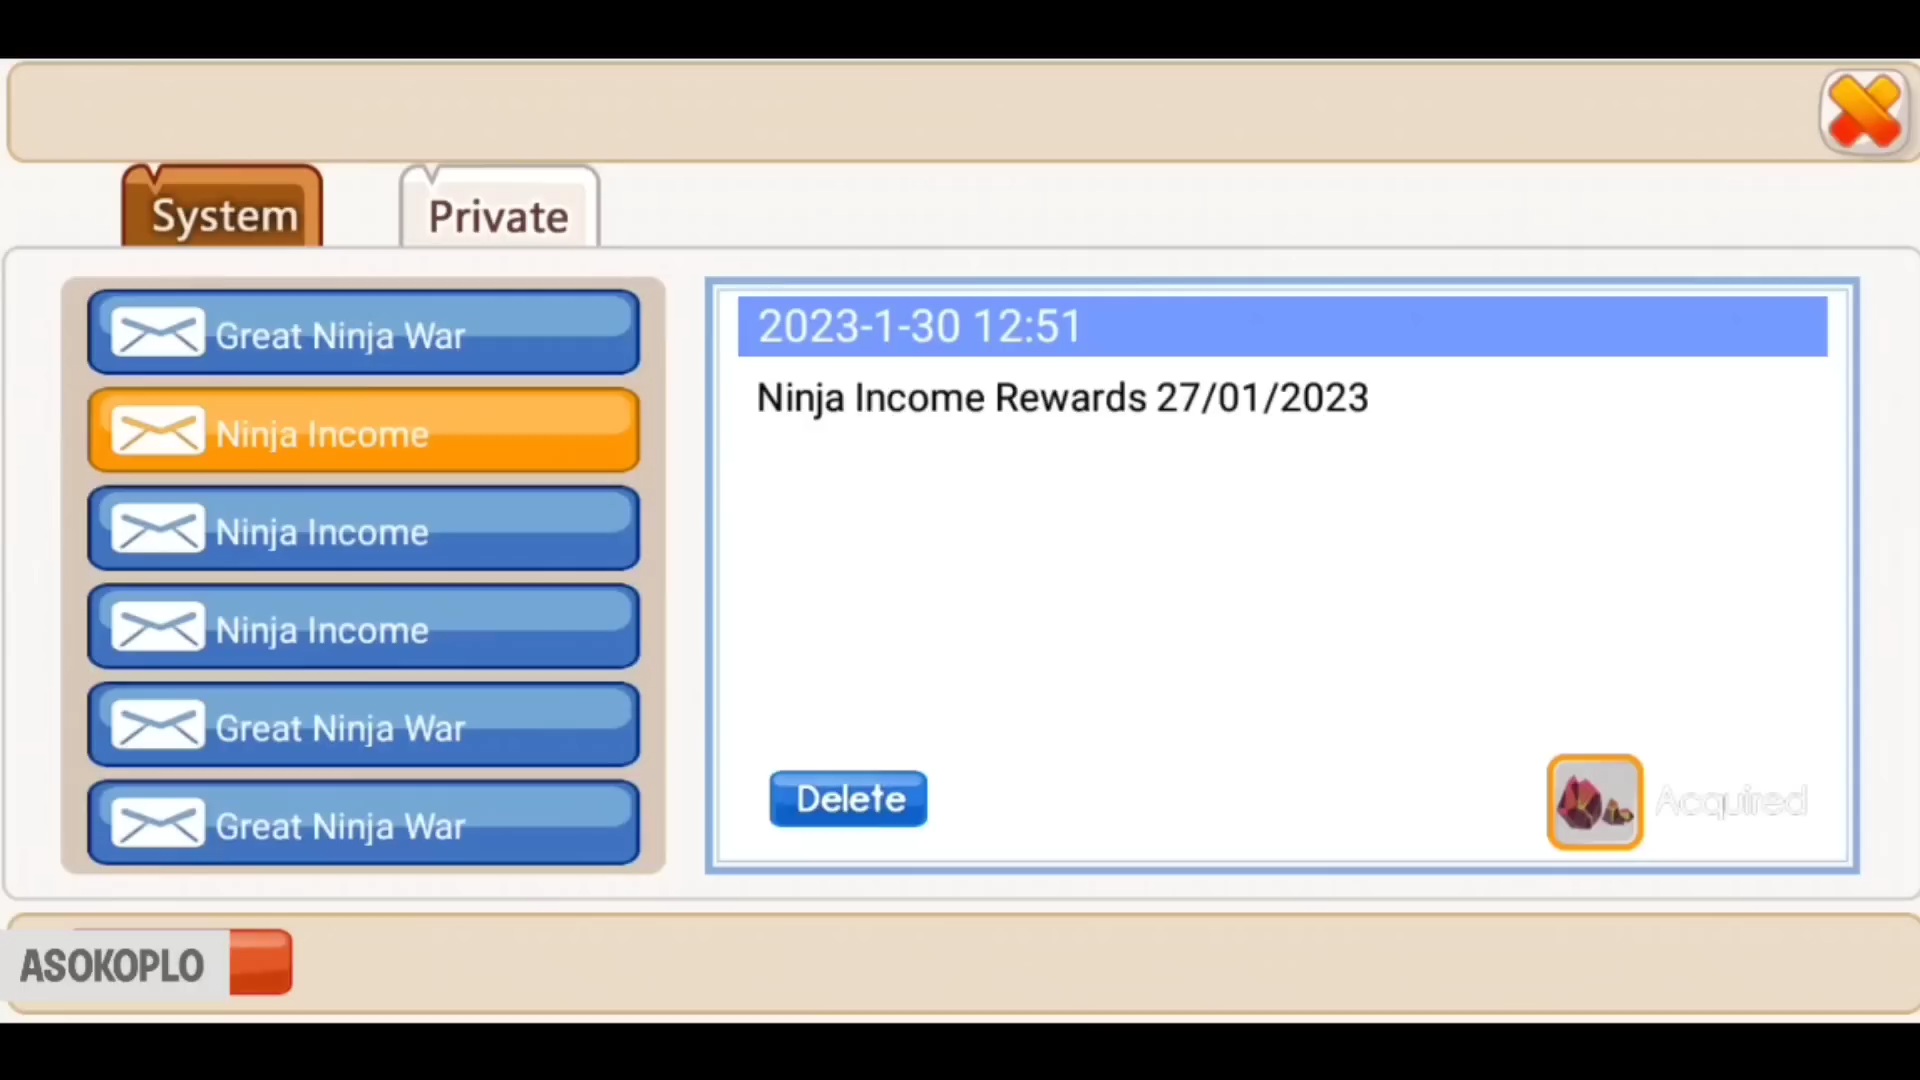 System
Private
Great Ninja War
Ninja Income
Ninja Income
Ninja Income
Great Ninja War
Great Ninja War
2023-1-30 12:51
Ninja Income Rewards 27/01/2023
Delete
Acquired
ASOKOPLO